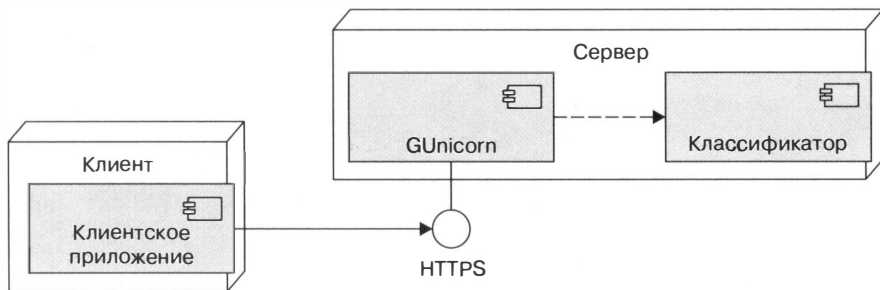 Сервер
GUnicorn
Классификатор
Клиент
Клиентское
приложение
HTTPS